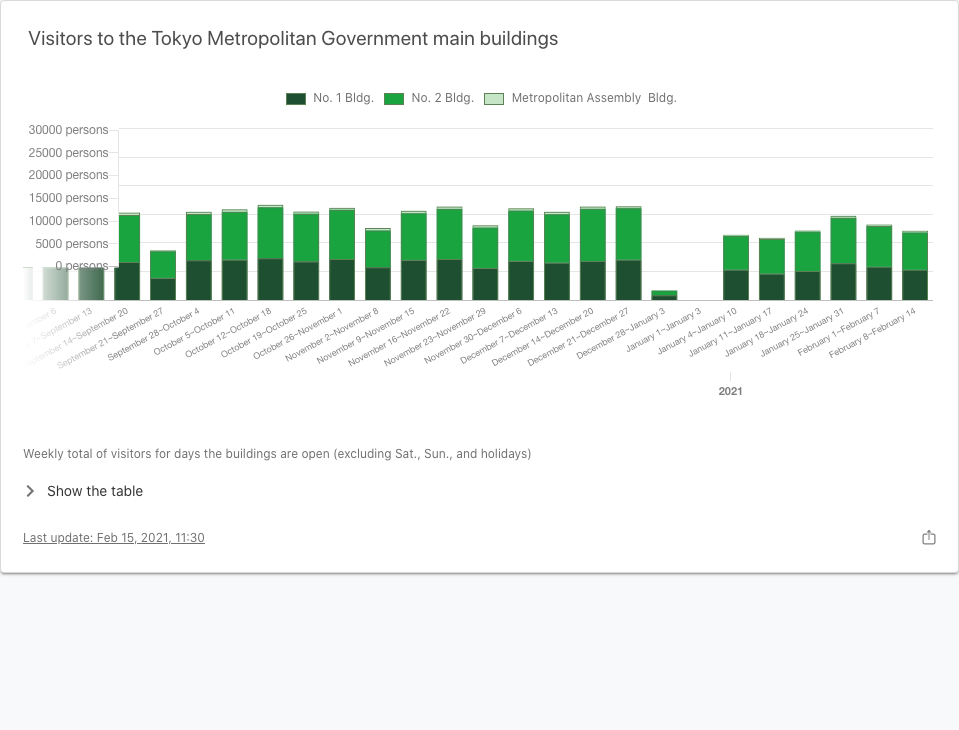 Visitors to the Tokyo Metropolitan Government main buildings
No. 1 Bldg. No. 2 Bldg. Metropolitan Assembly Bldg.
30000 persons
25000 persons
20000 persons
15000 persons
10000 persons
5000 persons
0 persons
September 13
September 20
September 21~September 27
September 28~October 4
October 5~October 11
October 12~October 18
October 19~October 25
October 26~November 1
November 2~November 8
November 9~November 15
November 16~November 22
November 23~November 29
November 30~December 6
December 7~December 13
December 14~December 20
December 21~December 27
December 28~January 3
January 1~January 3
January 4~January 10
January 11~January 17
January 18~January 24
January 25~January 31
February 1~February 7
February 8~February 14
2021
Weekly total of visitors for days the buildings are open (excluding Sat., Sun., and holidays)
Show the table
Last update: Feb 15, 2021, 11:30